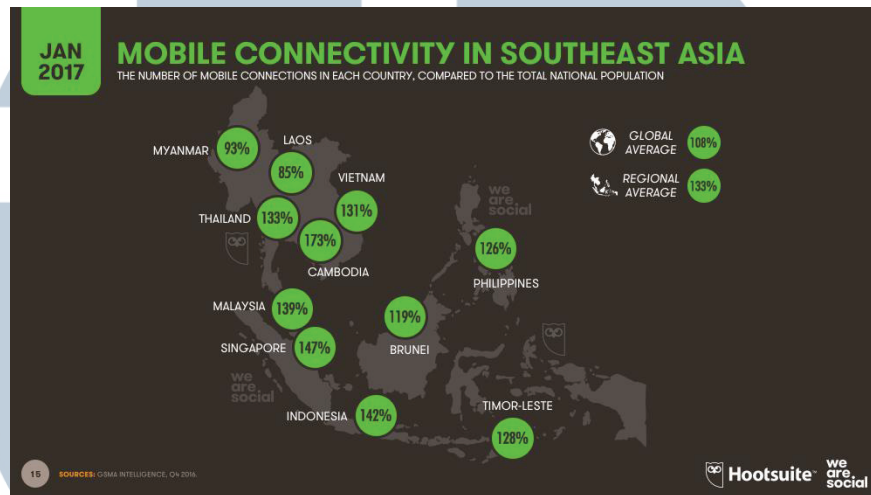 JAN
2017
MOBILE CONNECTIVITY IN SOUTHEAST ASIA
THE NUMBER OF MOBILE CONNECTIONS IN EACH COUNTRY, COMPARED TO THE TOTAL NATIONAL POPULATION
MYANMAR 93%
LAOS
85%
VIETNAM
131%
THAILAND 133%
173%
CAMBODIA
GLOBAL
AVERAGE 108%
REGIONAL
AVERAGE 133%
we
are
social
126%
PHILIPPINES
MALAYSIA 139%
119%
BRUNEI
SINGAPORE 147%
we
are
social
INDONESIA 142%
TIMOR-LESTE
128%
15 SOURCES: GSMA INTELLIGENCE, Q4 2016.
Hootsuite™
we
are
social